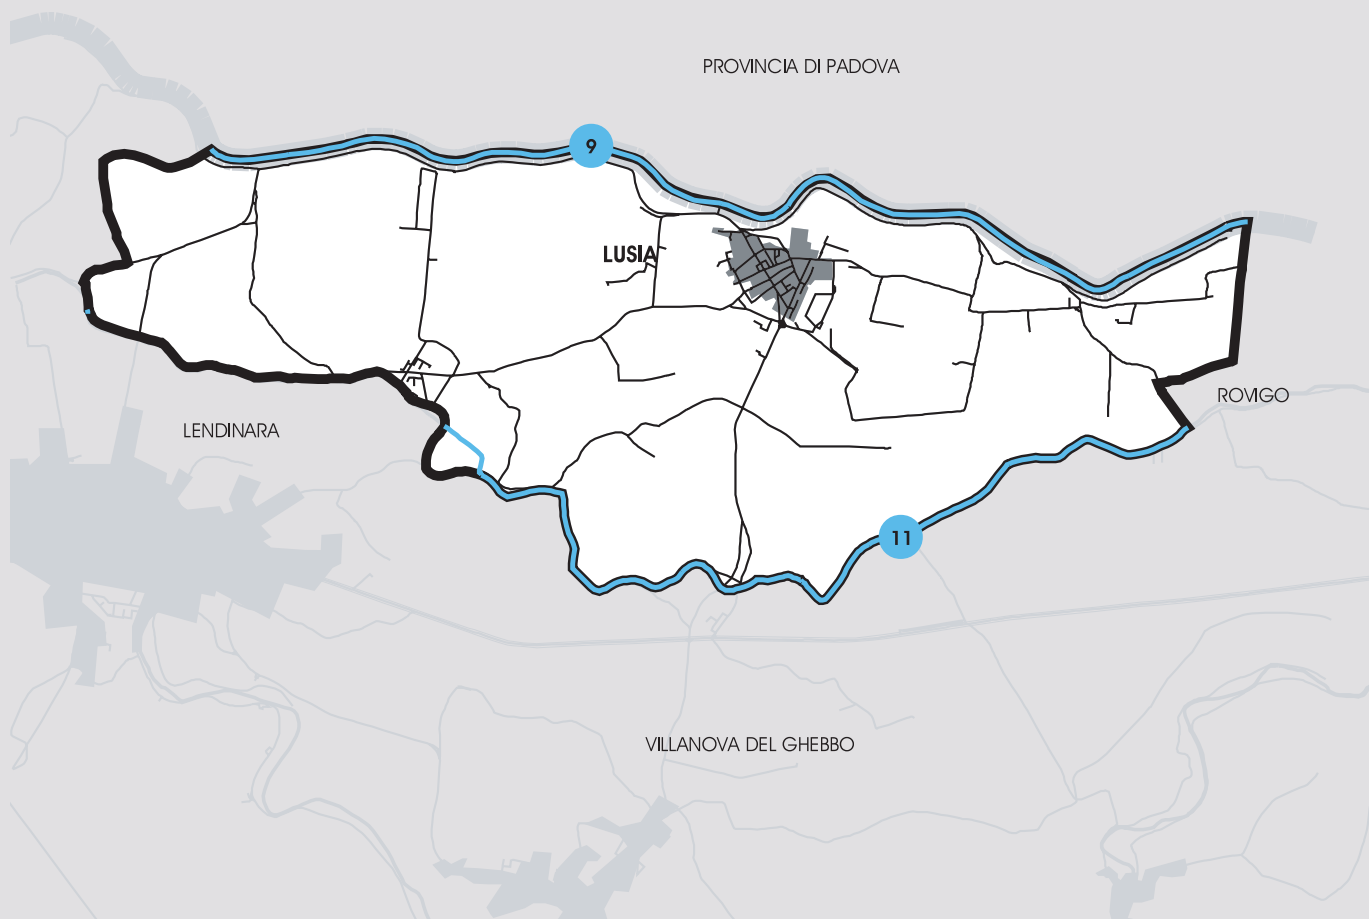 PROVINCIA DI PADOVA
9
LUSIA
ROVIGO
LENDINARA
11
VILLANOVA DEL GHEBBO